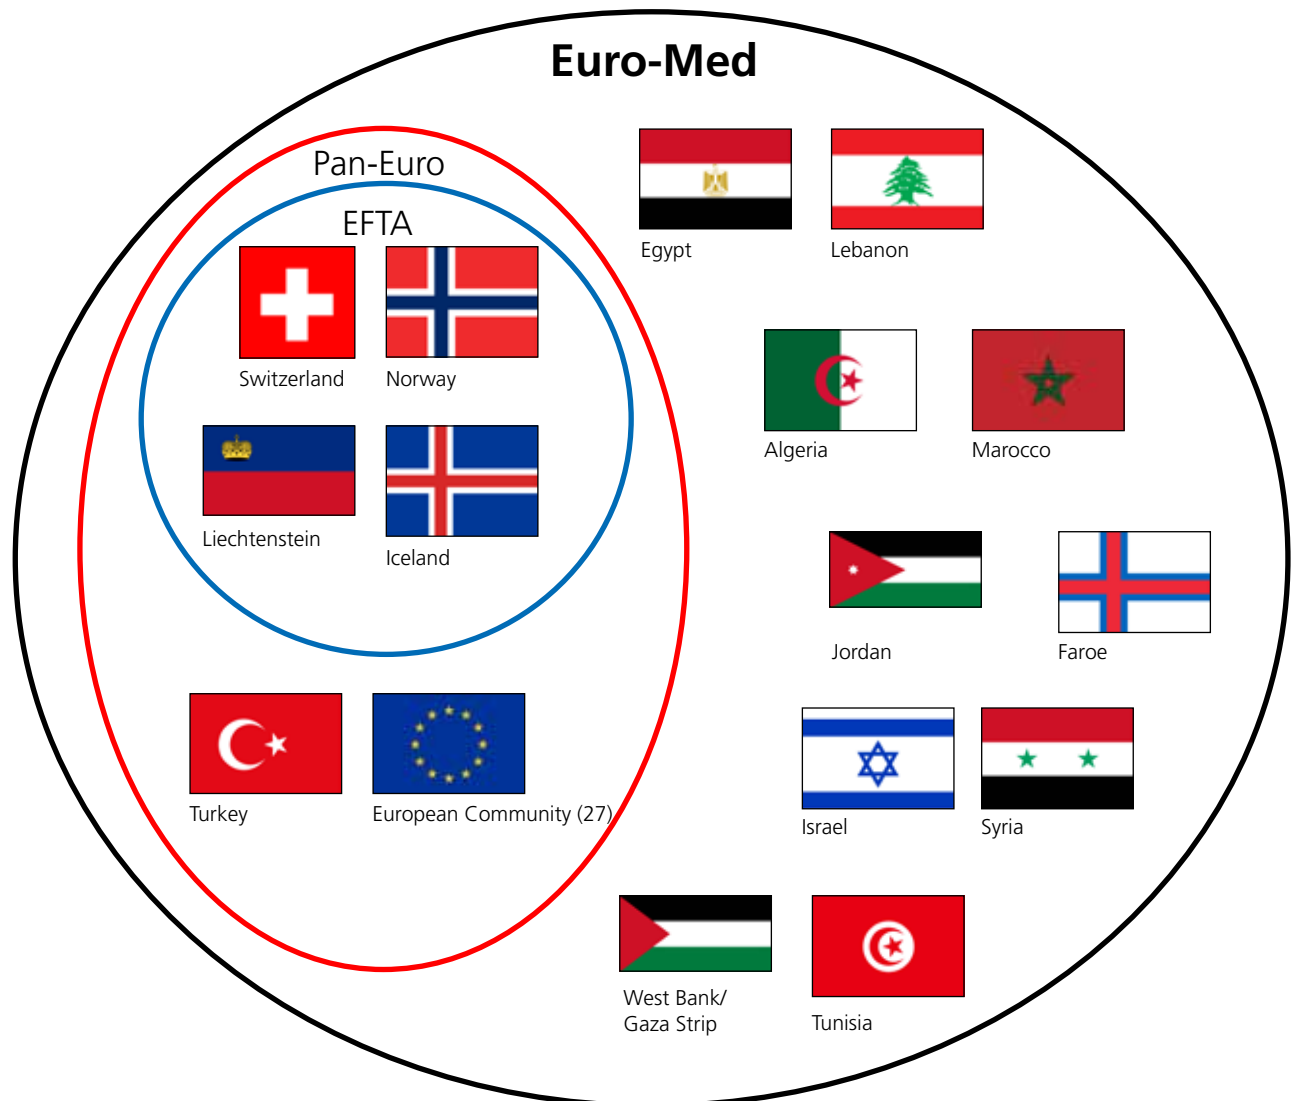 Euro-Med
Pan-Euro
EFTA
Egypt
Lebanon
Switzerland
Norway
Algeria
Marocco
Liechtenstein
Iceland
Jordan
Faroe
Turkey
European Community (27)
Israel
Syria
West Bank/
Gaza Strip
Tunisia